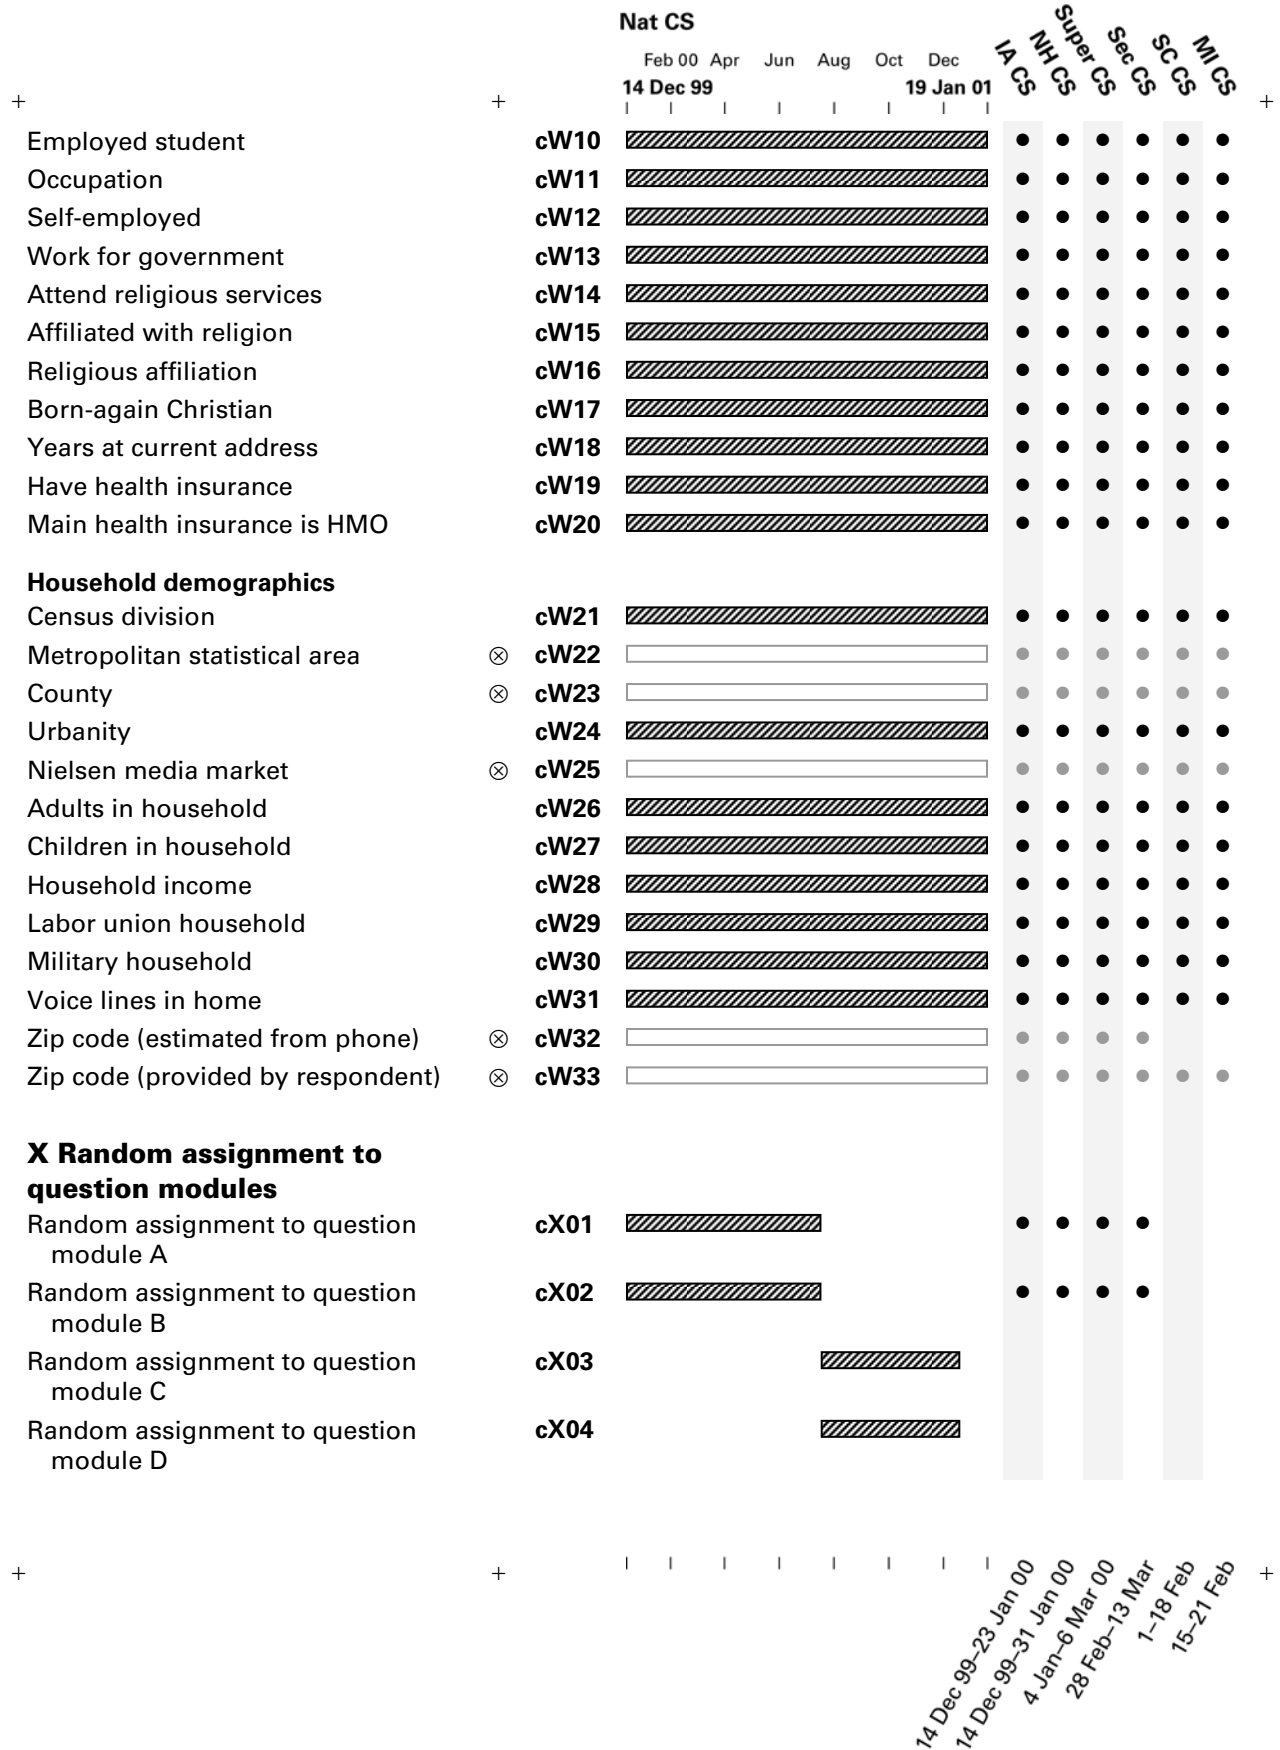 Nat CS
Feb 00 Apr Jun Aug Oct Dec
14 Dec 99 19 Jan 01
IA CS NH CS Super CS Sec CS SC CS MI CS
Employed student cW10
Occupation cW11
Self-employed cW12
Work for government cW13
Attend religious services cW14
Affiliated with religion cW15
Religious affiliation cW16
Born-again Christian cW17
Years at current address cW18
Have health insurance cW19
Main health insurance is HMO cW20
Household demographics
Census division cW21
Metropolitan statistical area ⊗ cW22
County ⊗ cW23
Urbanity cW24
Nielsen media market ⊗ cW25
Adults in household cW26
Children in household cW27
Household income cW28
Labor union household cW29
Military household cW30
Voice lines in home cW31
Zip code (estimated from phone) ⊗ cW32
Zip code (provided by respondent) ⊗ cW33
X Random assignment to
question modules
Random assignment to question cX01
module A
Random assignment to question cX02
module B
Random assignment to question cX03
module C
Random assignment to question cX04
module D
14 Dec 99–23 Jan 00
14 Dec 99–31 Jan 00
4 Jan–6 Mar 00
28 Feb–13 Mar
1–18 Feb
15–21 Feb